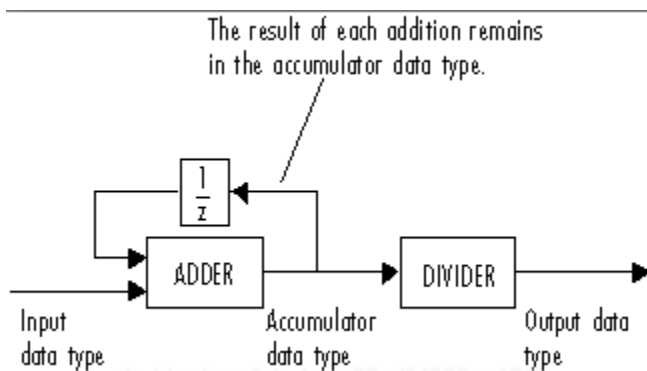 The result of each addition remains
in the accumulator data type.
1
z
ADDER
DIVIDER
Input
data type
Accumulator
data type
Output data
type